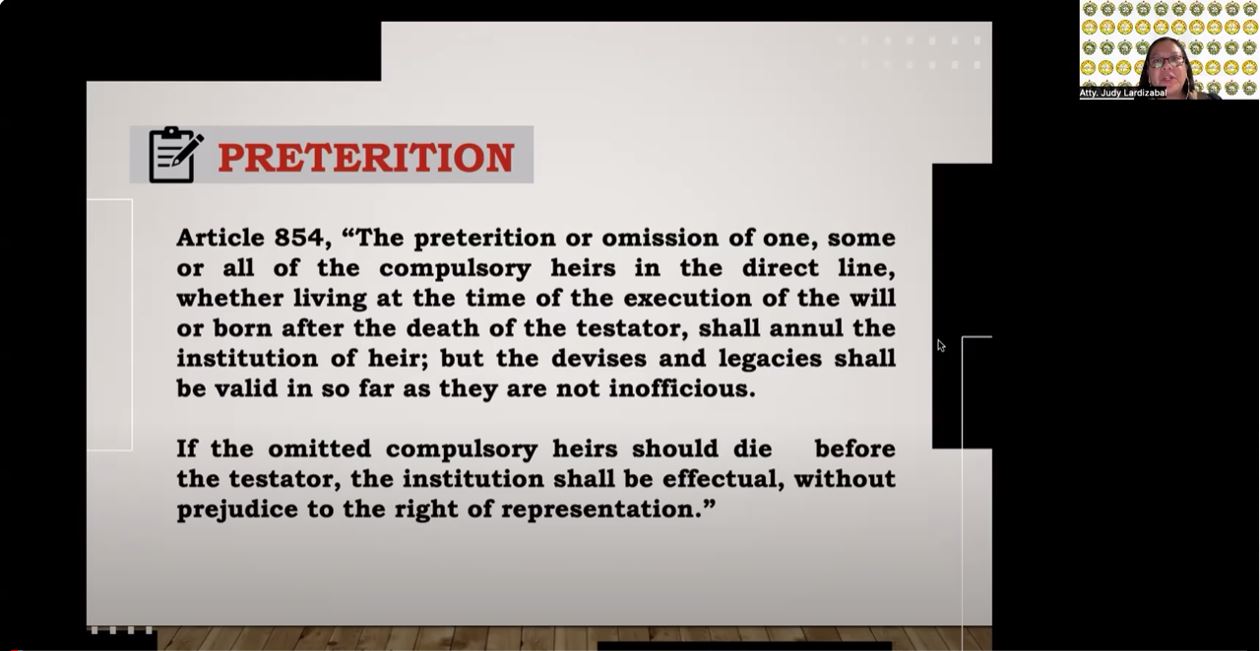 PRETERITION
Article 854, “The preterition or omission of one, some
or all of the compulsory heirs in the direct line,
whether living at the time of the execution of the will
or born after the death of the testator, shall annul the
institution of heir; but the devises and legacies shall
be valid in so far as they are not inofficious.
If the omitted compulsory heirs should die before
the testator, the institution shall be effectual, without
prejudice to the right of representation.”
Atty. Judy Lardizabal